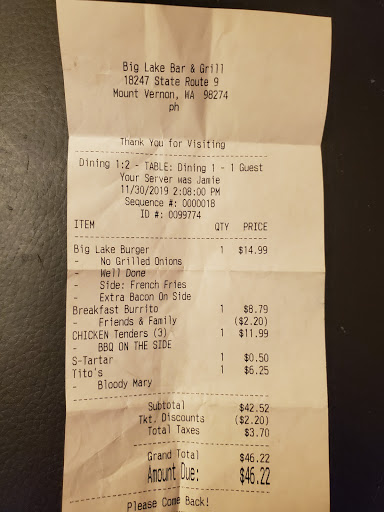 Big Lake Bar & Grill
18247 State Route 9
Mount Vernon, WA 98274
ph
Thank You for Visiting
Dining 1:2 - TABLE: Dining 1 - 1 Guest
Your Server was Jamie
11/30/2019 2:08:00 PM
Sequence #: 0000018
ID #: 0099774
ITEM QTY PRICE
Big Lake Burger 1 $14.99
- No Grilled Onions
- Well Done
- Side: French Fries
- Extra Bacon On Side
Breakfast Burrito 1 $8.79
- Friends & Family ($2.20)
CHICKEN Tenders (3) 1 $11.99
- BBQ ON THE SIDE
S-Tartar 1 $0.50
Tito's 1 $6.25
- Bloody Mary
Subtotal $42.52
Tkt. Discounts ($2.20)
Total Taxes $3.70
Grand Total $46.22
Amount Due: $46.22
Please Come Back!